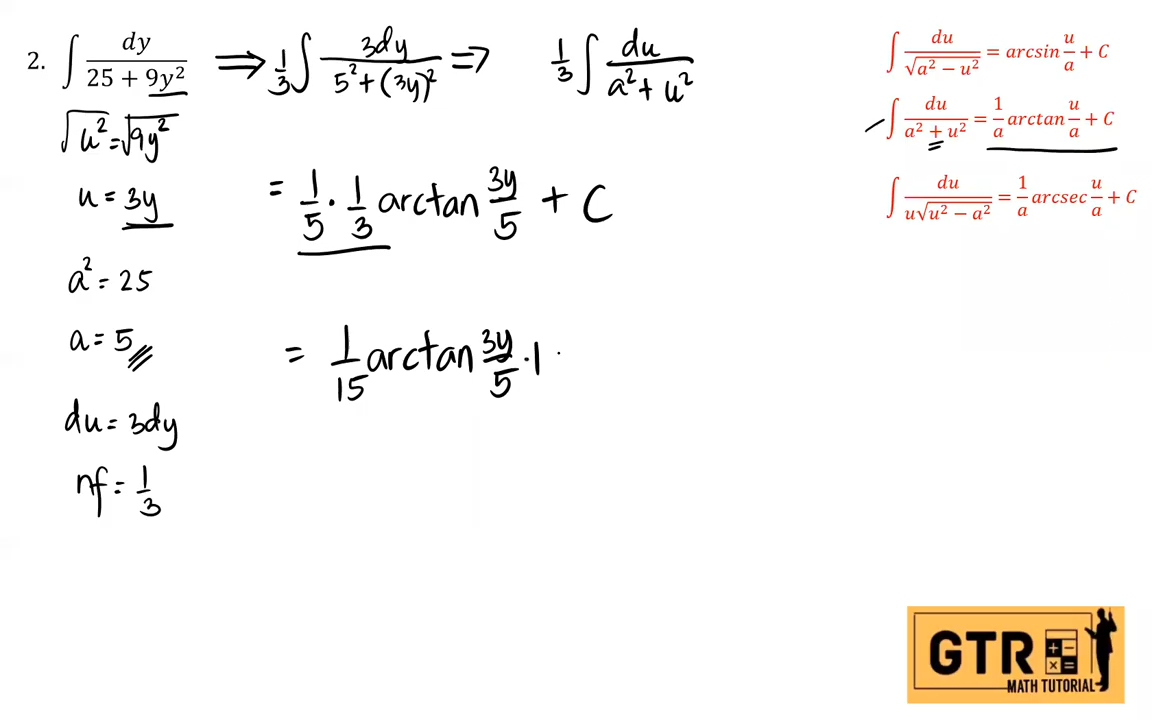 2. ∫ dy / (25 + 9y²) ⟹ 1/3 ∫ 3dy / (5² + (3y)²) ⟹ 1/3 ∫ du / (a² + u²)
√u² = √9y²
u = 3y
= 1/5 · 1/3 arctan 3y/5 + C
a² = 25
a = 5
= 1/15 arctan 3y/5 ·
du = 3dy
nf = 1/3
∫ du / √(a² − u²) = arcsin u/a + C
∫ du / (a² + u²) = 1/a arctan u/a + C
∫ du / (u√(u² − a²)) = 1/a arcsec u/a + C
GTR
MATH TUTORIAL